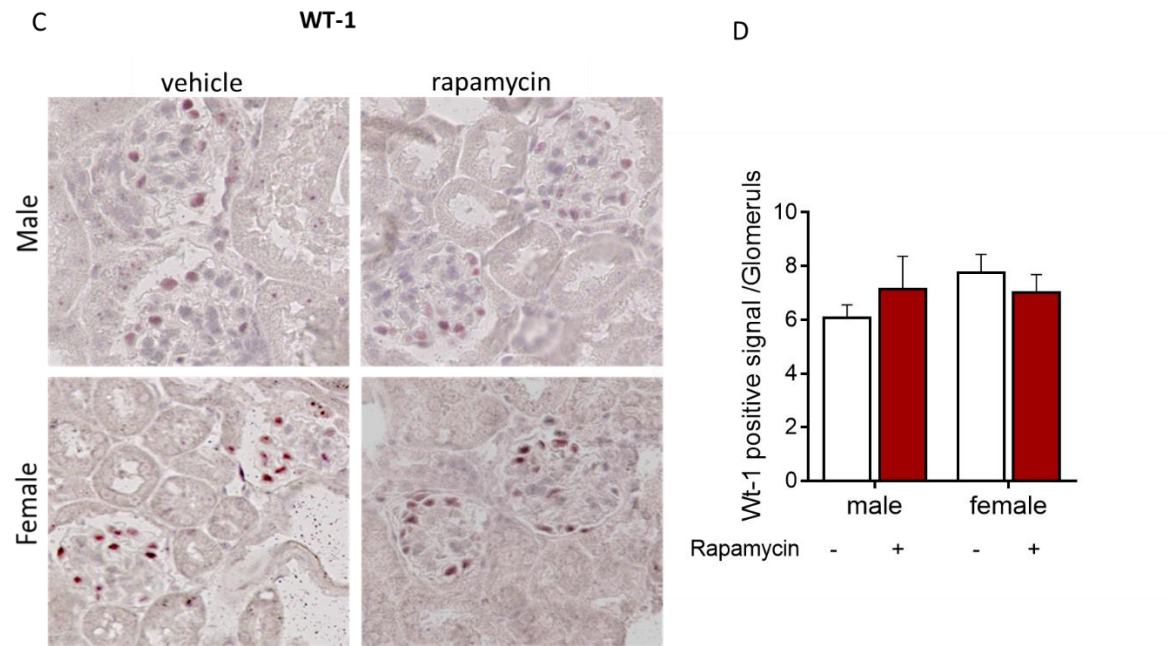 C
WT-1
vehicle
rapamycin
Male
Female
D
Wt-1 positive signal /Glomeruls
10
8
6
4
2
0
male female
Rapamycin - + - +